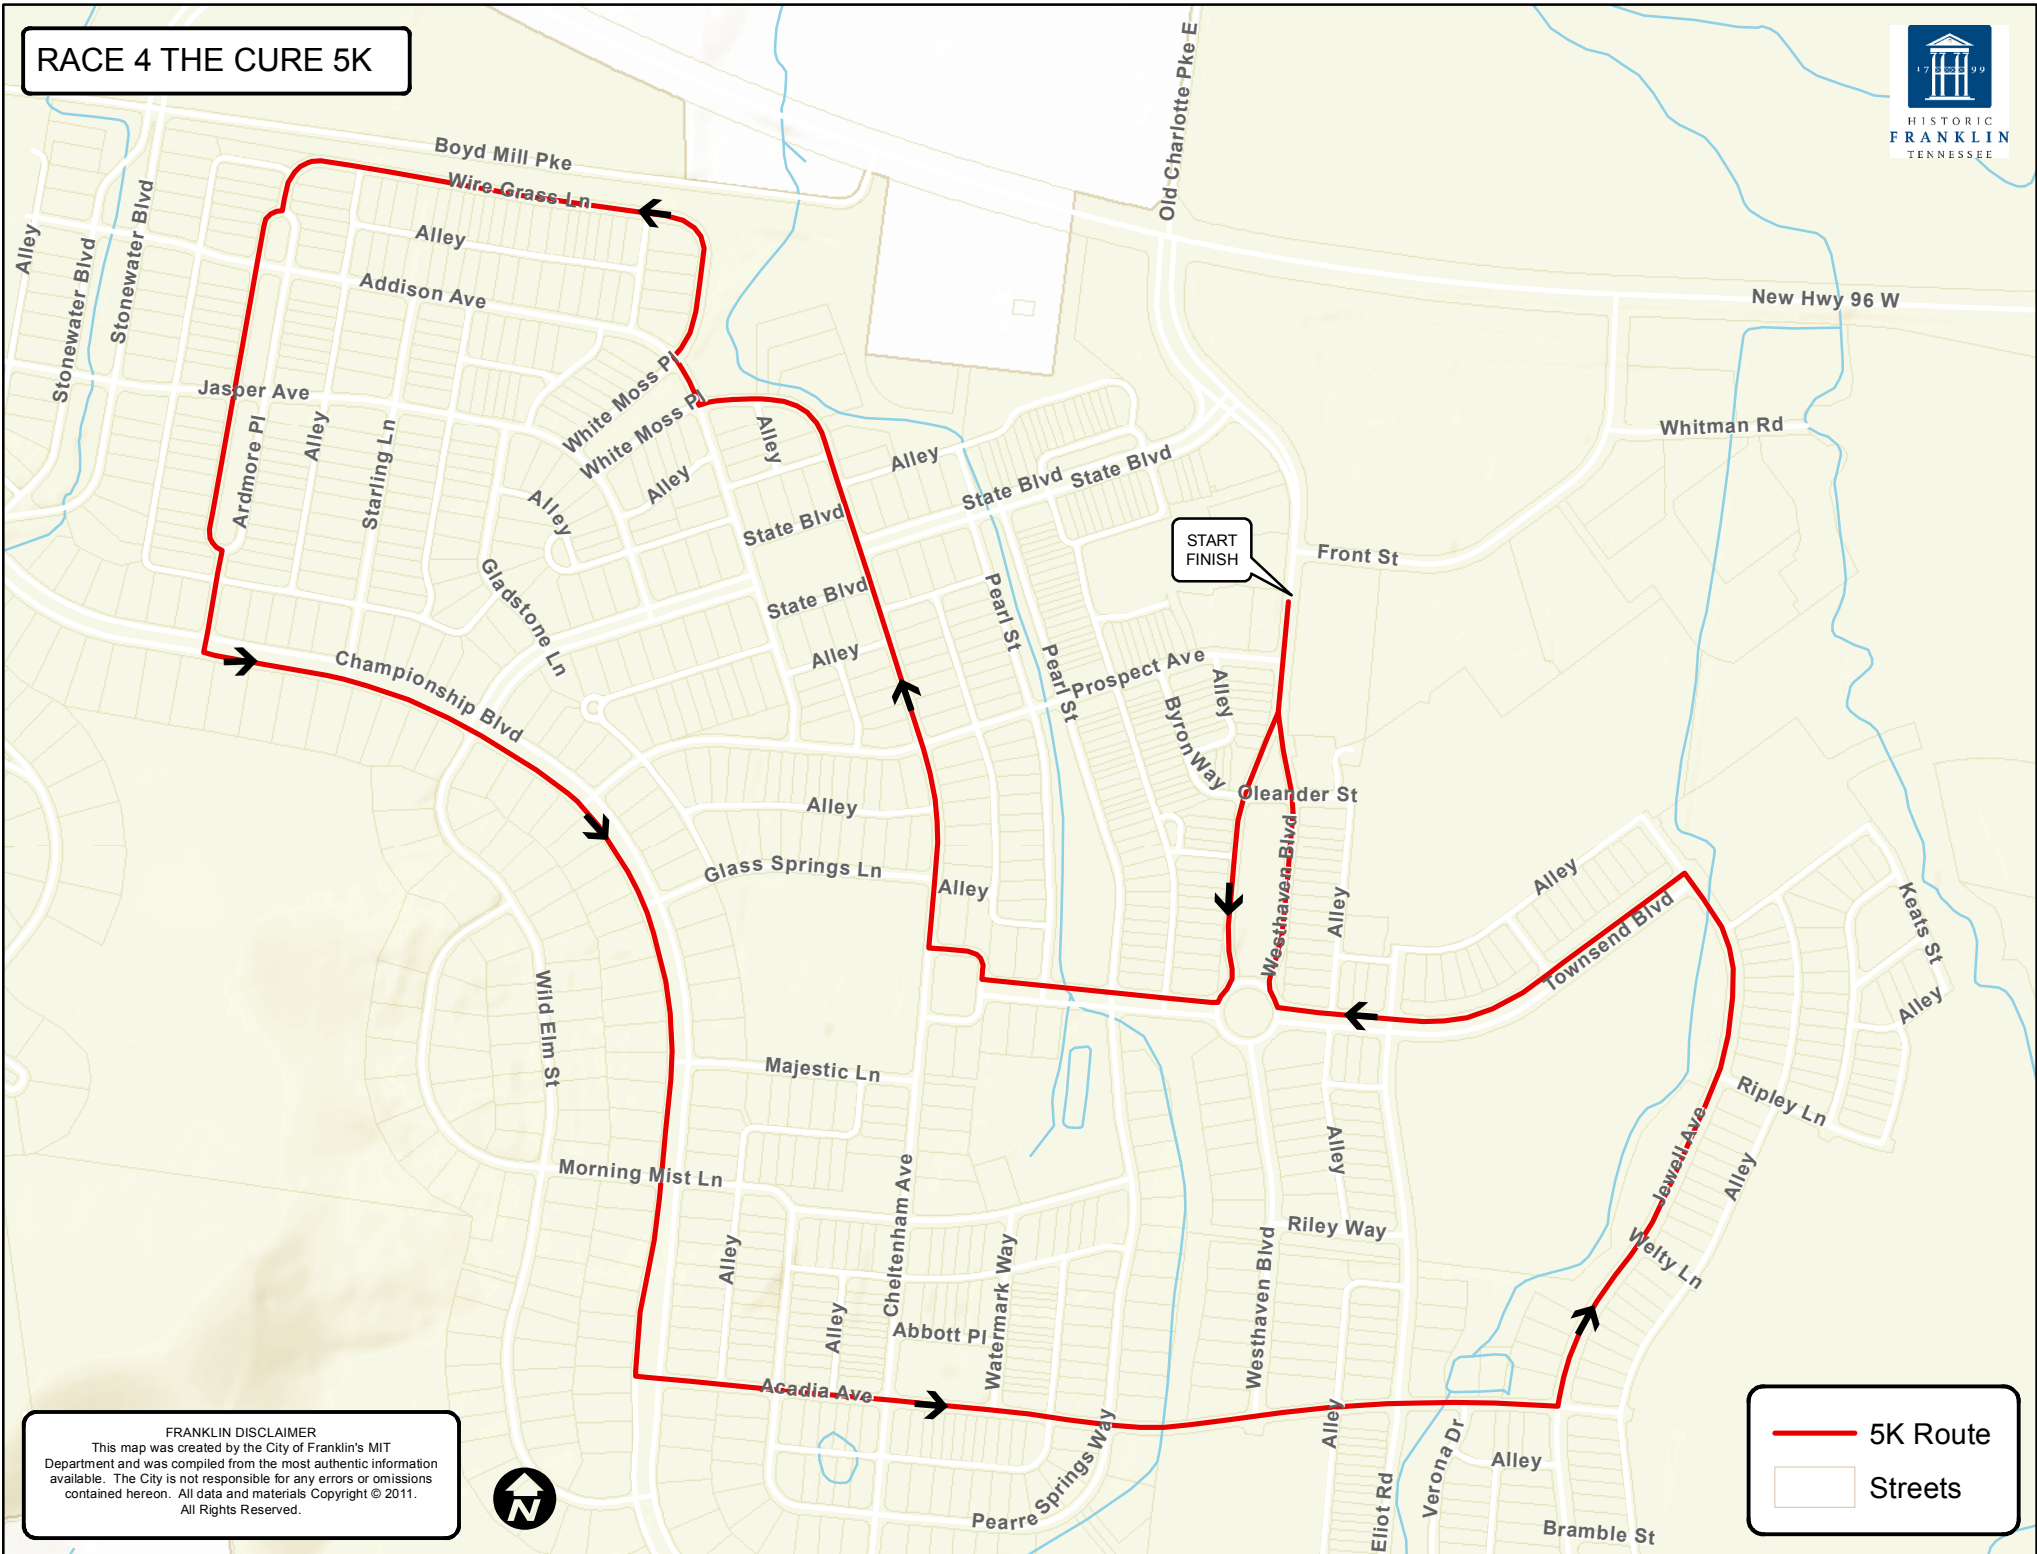 RACE 4 THE CURE 5K
1799
HISTORIC
FRANKLIN
TENNESSEE
Old Charlotte Pke E
Boyd Mill Pke
Wire Grass Ln
Alley
Stonewater Blvd
Stonewater Blvd
Alley
Addison Ave
New Hwy 96 W
Jasper Ave
White Moss Pl
White Moss Pl
Whitman Rd
Ardmore Pl
Alley
Starling Ln
Alley
Alley
Alley
Alley
State Blvd
State Blvd
State Blvd
START
FINISH
Front St
Gladstone Ln
State Blvd
Pearl St
Pearl St
Alley
Prospect Ave
Alley
Byron Way
Championship Blvd
Oleander St
Alley
Westhaven Blvd
Glass Springs Ln
Alley
Alley
Alley
Townsend Blvd
Keats St
Alley
Wild Elm St
Majestic Ln
Ripley Ln
Jewell Ave
Alley
Alley
Morning Mist Ln
Cheltenham Ave
Riley Way
Welty Ln
Alley
Watermark Way
Westhaven Blvd
Alley
Abbott Pl
Acadia Ave
Alley
Pearre Springs Way
Verona Dr
Alley
Eliot Rd
Bramble St
5K Route
Streets
FRANKLIN DISCLAIMER
This map was created by the City of Franklin's MIT
Department and was compiled from the most authentic information
available. The City is not responsible for any errors or omissions
contained hereon. All data and materials Copyright © 2011.
All Rights Reserved.
N